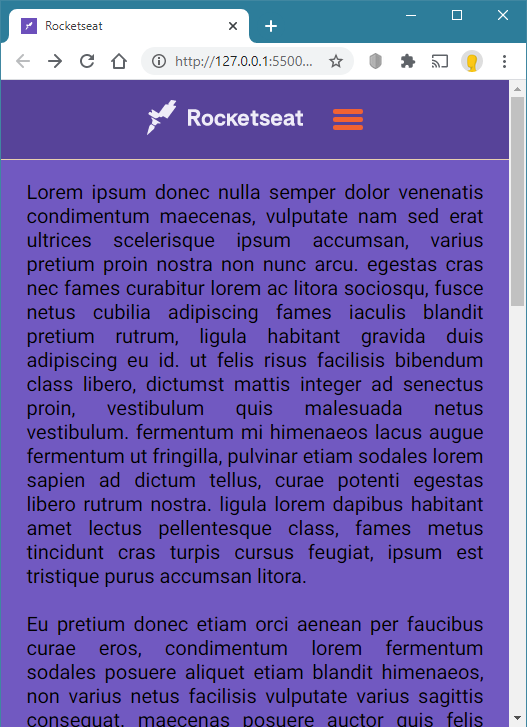 Rocketseat
http://127.0.0.1:5500...
Rocketseat
Lorem ipsum donec nulla semper dolor venenatis
condimentum maecenas, vulputate nam sed erat
ultrices scelerisque ipsum accumsan, varius
pretium proin nostra non nunc arcu. egestas cras
nec fames curabitur lorem ac litora sociosqu, fusce
netus cubilia adipiscing fames iaculis blandit
pretium rutrum, ligula habitant gravida duis
adipiscing eu id. ut felis risus facilisis bibendum
class libero, dictumst mattis integer ad senectus
proin, vestibulum quis malesuada netus
vestibulum. fermentum mi himenaeos lacus augue
fermentum ut fringilla, pulvinar etiam sodales lorem
sapien ad dictum tellus, curae potenti egestas
libero rutrum nostra. ligula lorem dapibus habitant
amet lectus pellentesque class, fames metus
tincidunt cras turpis cursus feugiat, ipsum est
tristique purus accumsan litora.
Eu pretium donec etiam orci aenean per faucibus
curae eros, condimentum lorem fermentum
sodales posuere aliquet etiam blandit himenaeos,
non varius netus facilisis vulputate varius sagittis
consequat. maecenas posuere auctor quis felis